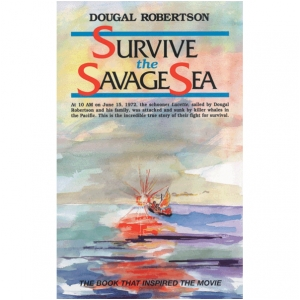 DOUGAL ROBERTSON
SURVIVE
the
SAVAGE SEA
At 10 AM on June 15, 1972, the schooner Lucette, sailed by Dougal
Robertson and his family, was attacked and sunk by killer whales in
the Pacific. This is the incredible true story of their fight for survival.
THE BOOK THAT INSPIRED THE MOVIE